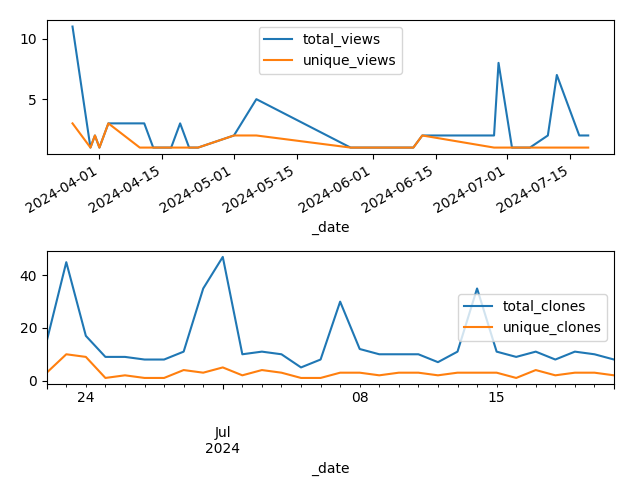 10
5
total_views
unique_views
2024-04-01
2024-04-15
2024-05-01
2024-05-15
2024-06-01
2024-06-15
2024-07-01
2024-07-15
_date
40
20
0
total_clones
unique_clones
24
08
15
Jul
2024
_date